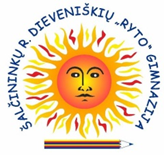 ŠALČININKŲ R. DIEVENIŠKIŲ „RYTO" GIMNAZIJA